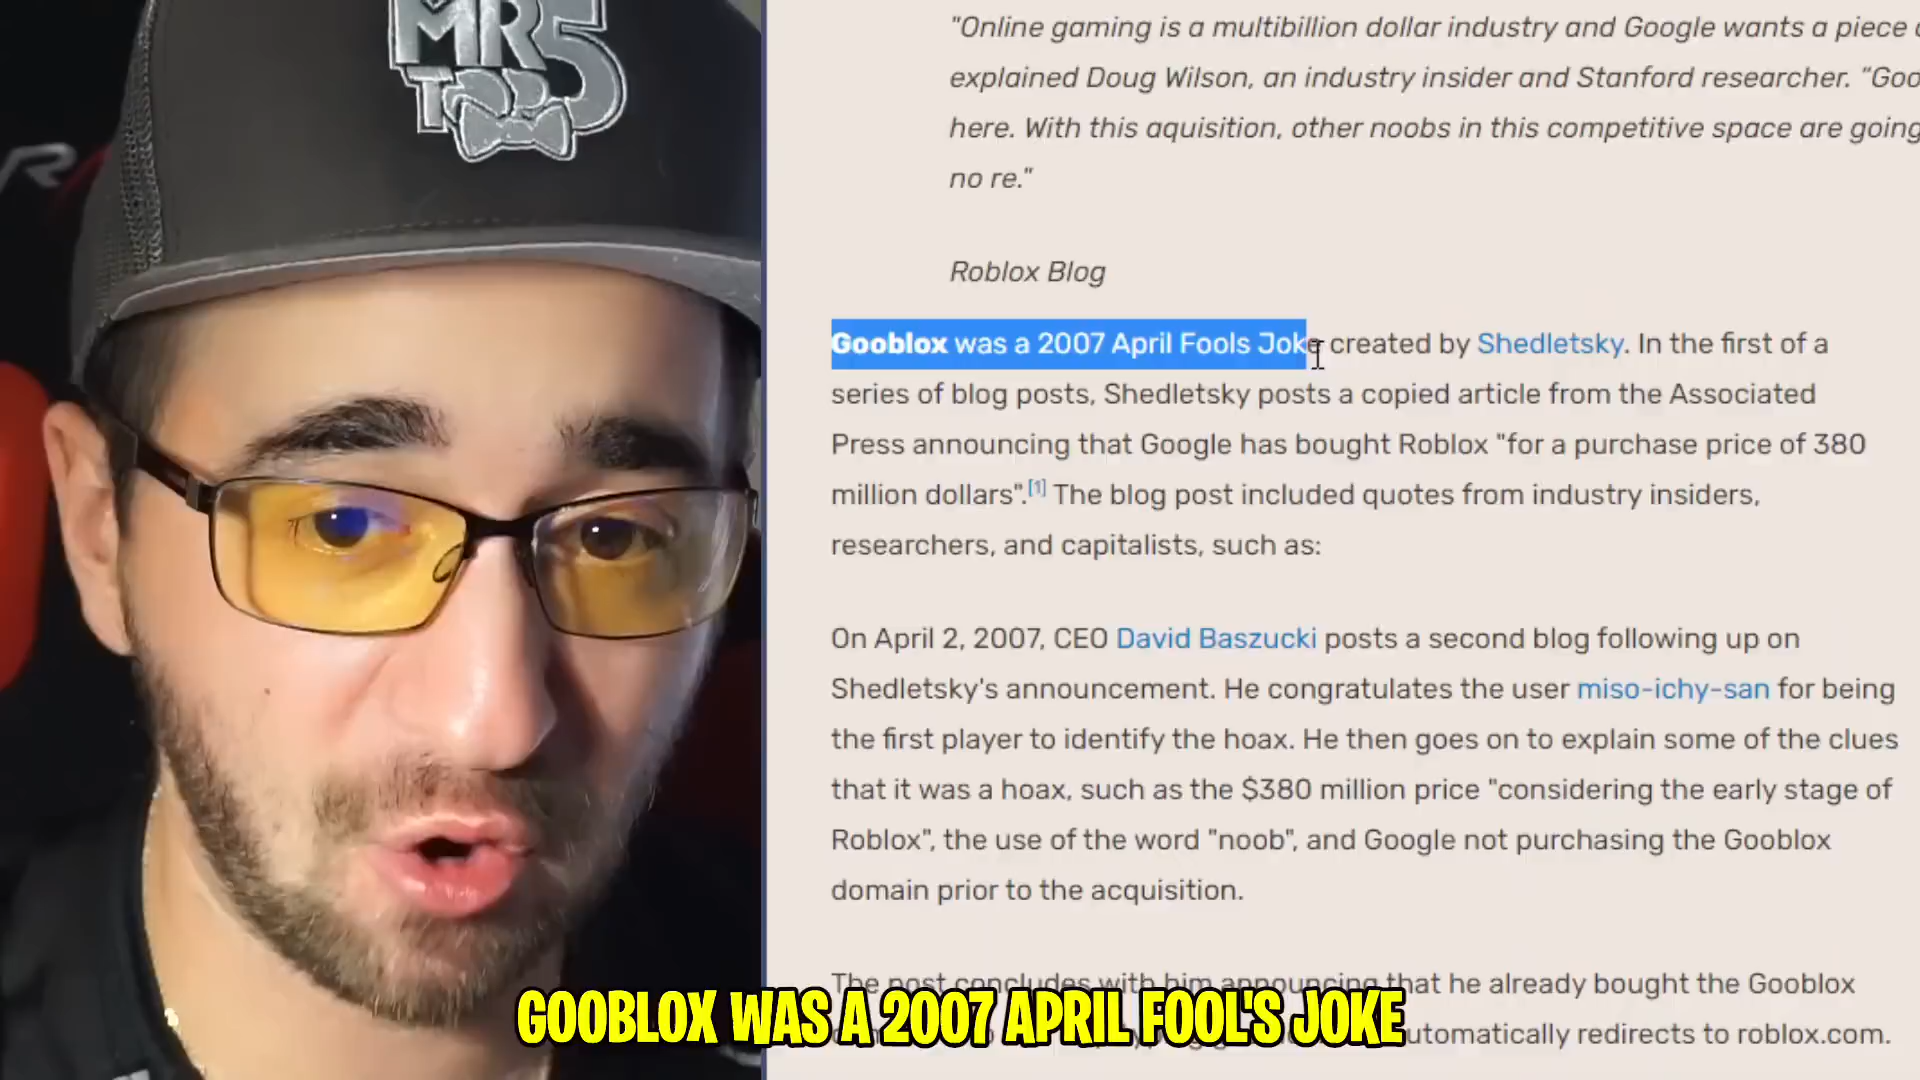 MR
TOP 5
"Online gaming is a multibillion dollar industry and Google wants a piece
explained Doug Wilson, an industry insider and Stanford researcher. "Goo
here. With this aquisition, other noobs in this competitive space are going
no re."
Roblox Blog
Gooblox was a 2007 April Fools Joke created by Shedletsky. In the first of a
series of blog posts, Shedletsky posts a copied article from the Associated
Press announcing that Google has bought Roblox "for a purchase price of 380
million dollars".[1] The blog post included quotes from industry insiders,
researchers, and capitalists, such as:
On April 2, 2007, CEO David Baszucki posts a second blog following up on
Shedletsky's announcement. He congratulates the user miso-ichy-san for being
the first player to identify the hoax. He then goes on to explain some of the clues
that it was a hoax, such as the $380 million price "considering the early stage of
Roblox", the use of the word "noob", and Google not purchasing the Gooblox
domain prior to the acquisition.
The post concludes with him announcing that he already bought the Gooblox
automatically redirects to roblox.com.
GOOBLOX WAS A 2007 APRIL FOOL'S JOKE